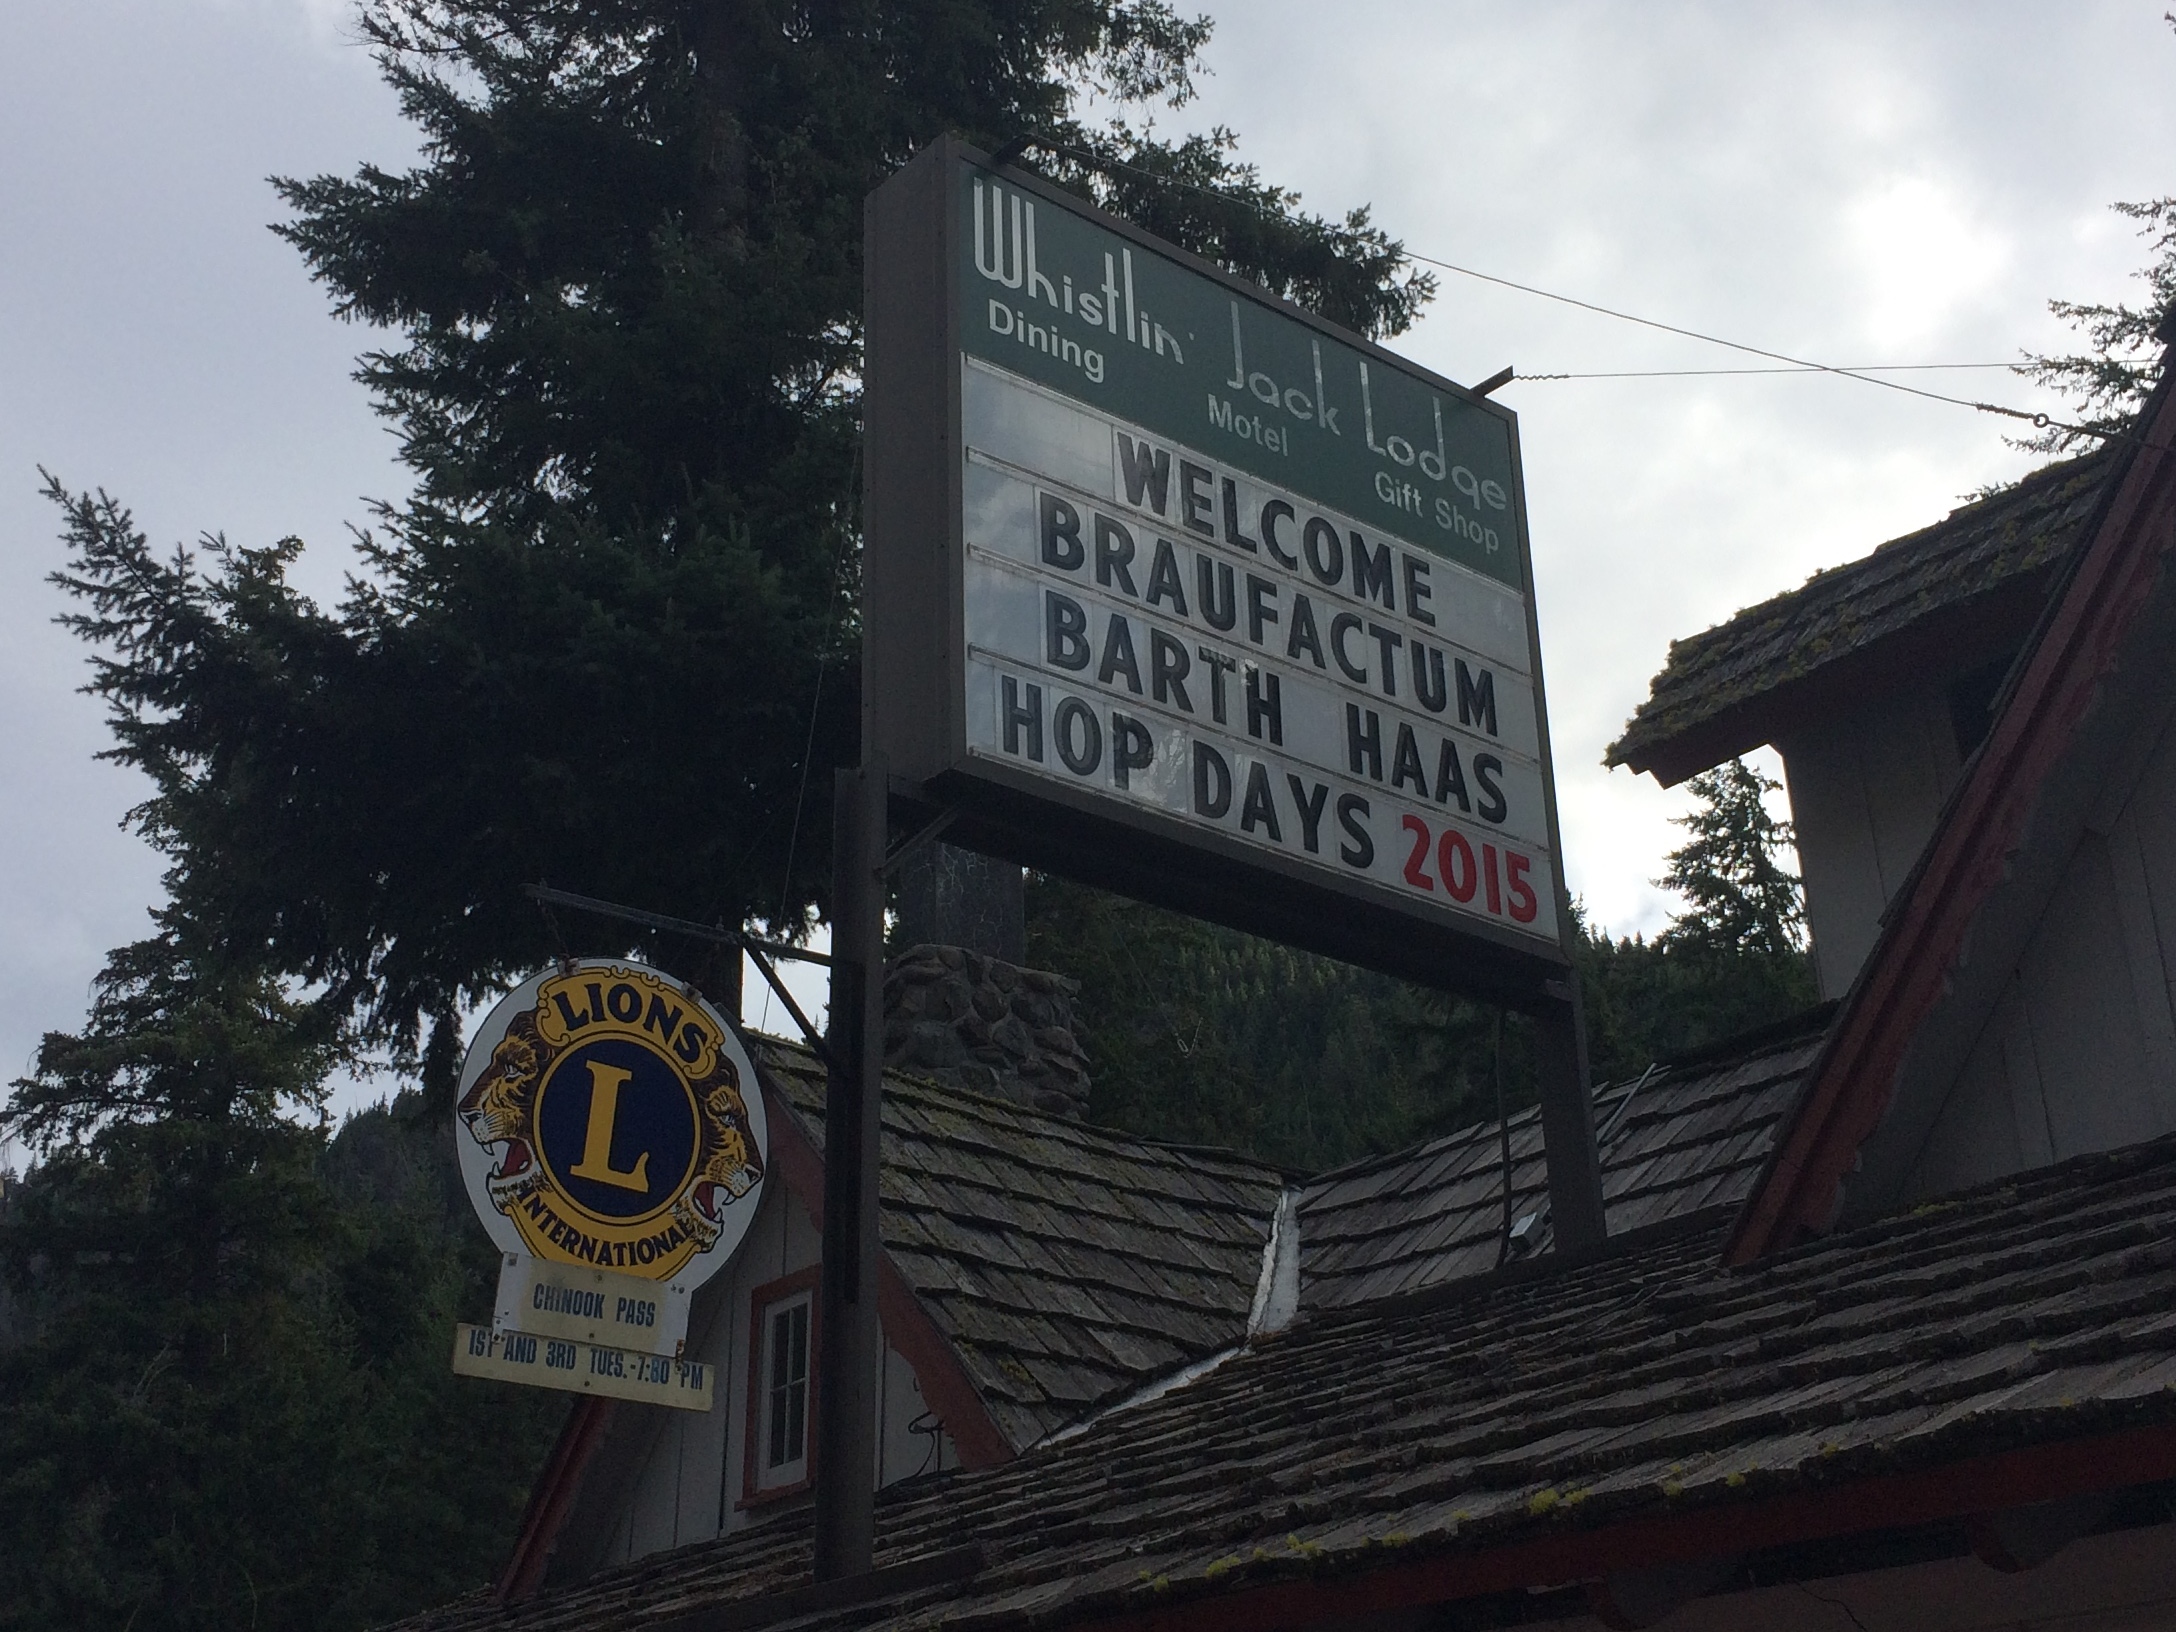 Whistlin' Jack Lodge
Dining Motel Gift Shop
WELCOME
BRAUFACTUM
BARTH HAAS
HOP DAYS 2015
LIONS
L
INTERNATIONAL
CHINOOK PASS
1ST AND 3RD TUES.-7:30 PM